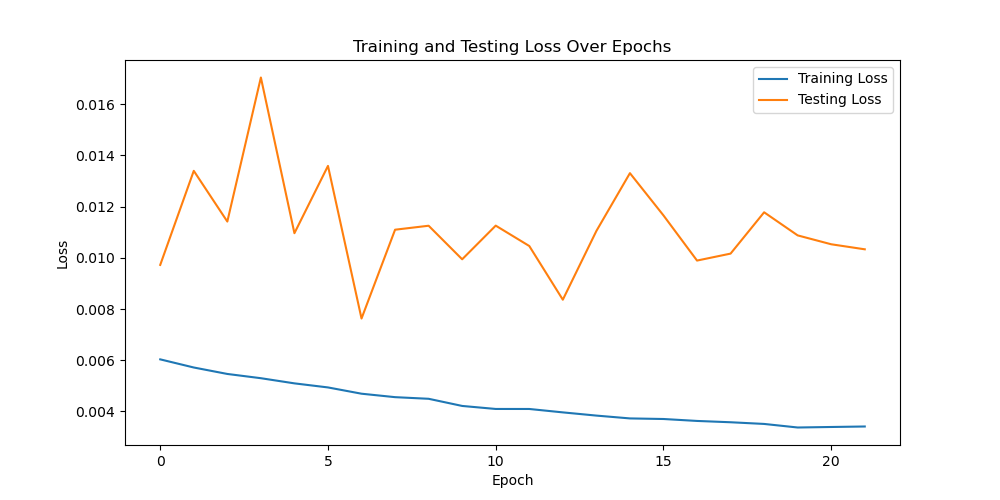 Training and Testing Loss Over Epochs
Training Loss
Testing Loss
0.016
0.014
0.012
0.010
0.008
0.006
0.004
Loss
0 5 10 15 20
Epoch